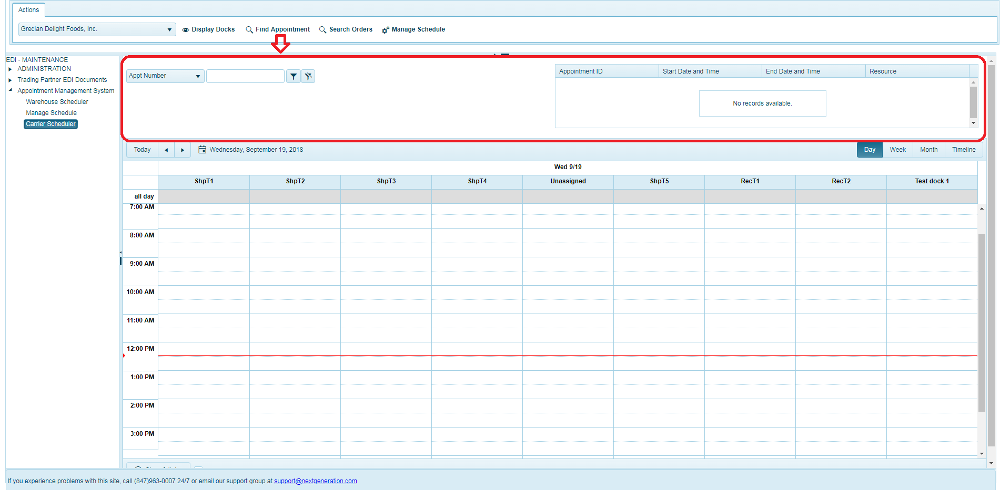 Actions
Grecian Delight Foods, Inc.
Display Docks
Find Appointment
Search Orders
Manage Schedule
EDI - MAINTENANCE
ADMINISTRATION
Trading Partner EDI Documents
Appointment Management System
Warehouse Scheduler
Manage Schedule
Carrier Scheduler
Appt Number
Appointment ID
Start Date and Time
End Date and Time
Resource
No records available.
Today
Wednesday, September 19, 2018
Day
Week
Month
Timeline
Wed 9/19
ShpT1
ShpT2
ShpT3
ShpT4
Unassigned
ShpT5
RecT1
RecT2
Test dock 1
all day
7:00 AM
8:00 AM
9:00 AM
10:00 AM
11:00 AM
12:00 PM
1:00 PM
2:00 PM
3:00 PM
If you experience problems with this site, call (847)963-0007 24/7 or email our support group at support@nextgeneration.com